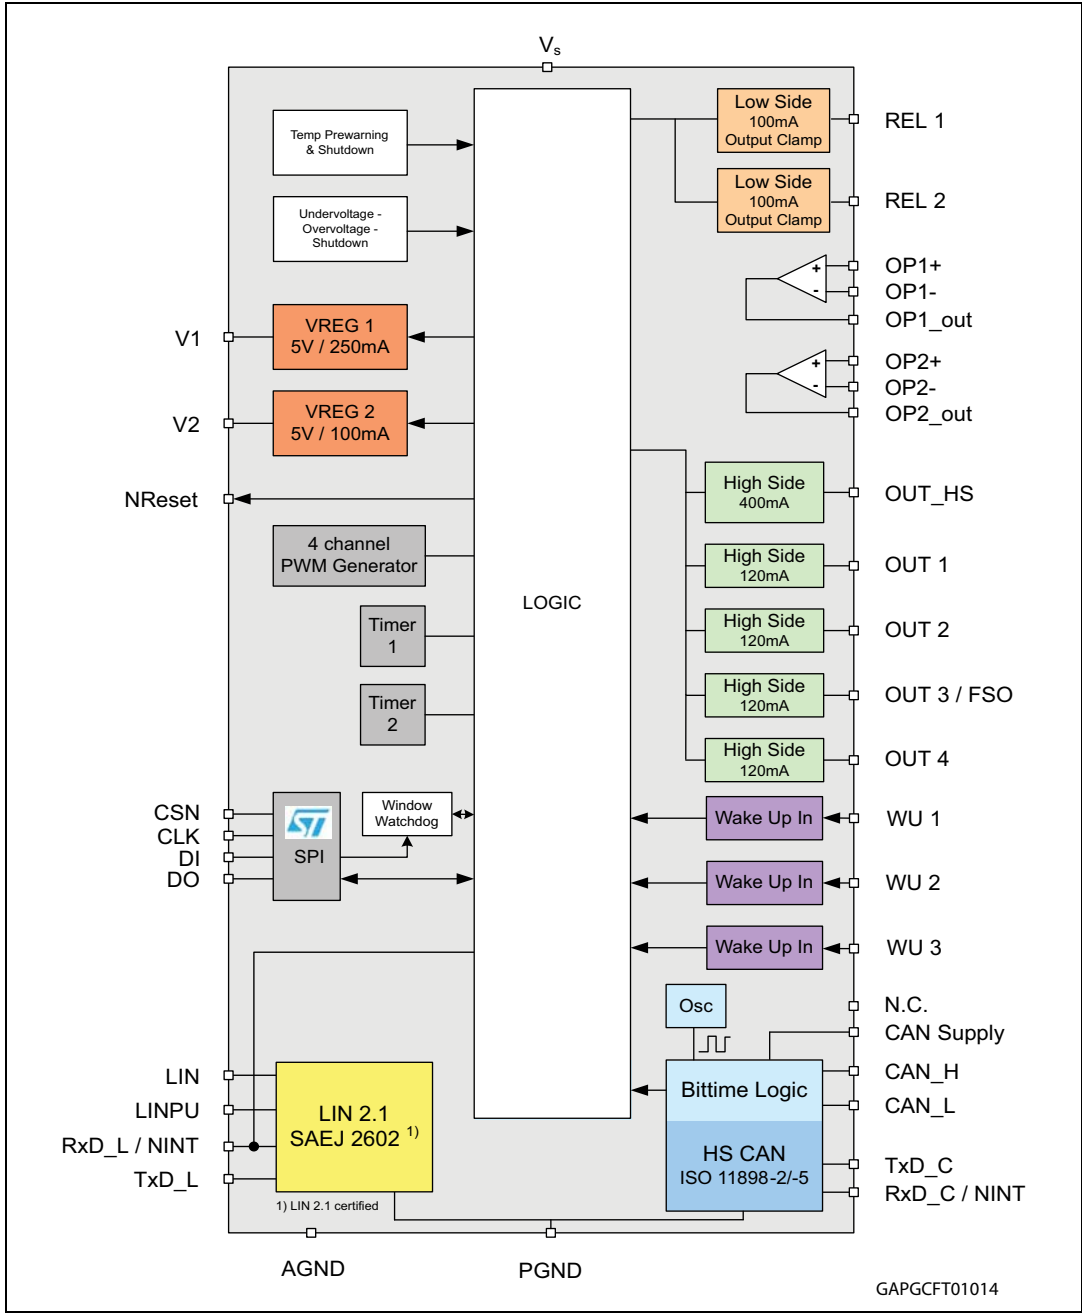 Vs
Temp Prewarning
& Shutdown
Undervoltage -
Overvoltage -
Shutdown
V1
VREG 1
5V / 250mA
V2
VREG 2
5V / 100mA
NReset
4 channel
PWM Generator
Timer
1
Timer
2
CSN
CLK
DI
DO
ST
SPI
Window
Watchdog
LIN
LINPU
RxD_L / NINT
TxD_L
LIN 2.1
SAEJ 2602 1)
1) LIN 2.1 certified
LOGIC
Low Side
100mA
Output Clamp
REL 1
Low Side
100mA
Output Clamp
REL 2
+
-
OP1+
OP1-
OP1_out
+
-
OP2+
OP2-
OP2_out
High Side
400mA
OUT_HS
High Side
120mA
OUT 1
High Side
120mA
OUT 2
High Side
120mA
OUT 3 / FSO
High Side
120mA
OUT 4
Wake Up In
WU 1
Wake Up In
WU 2
Wake Up In
WU 3
N.C.
Osc
CAN Supply
Bittime Logic
CAN_H
CAN_L
HS CAN
ISO 11898-2/-5
TxD_C
RxD_C / NINT
AGND
PGND
GAPGCFT01014